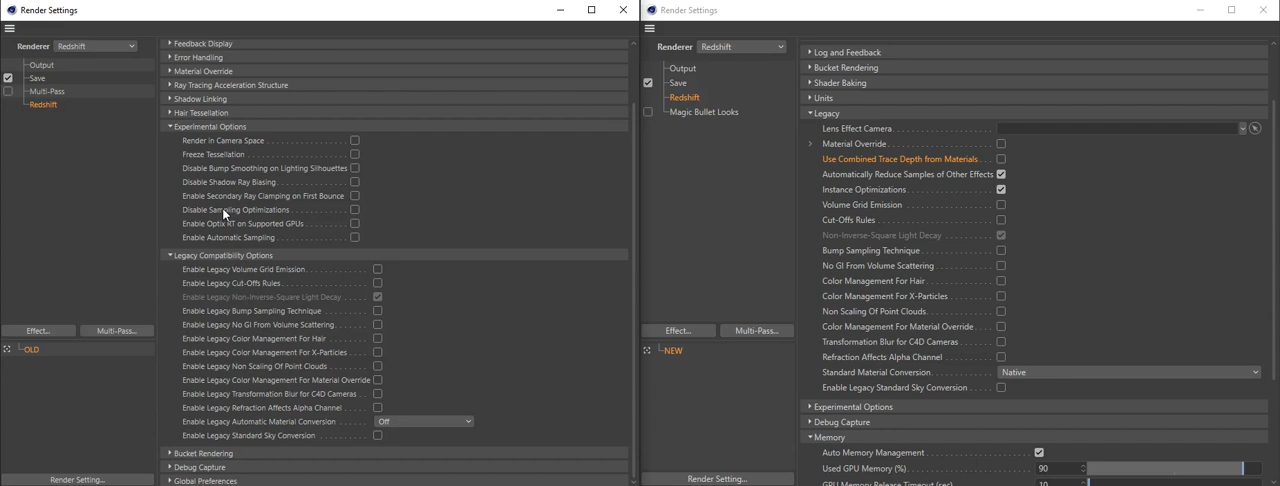 Render Settings
Renderer Redshift
Output
Save
Multi-Pass
Redshift
Effect... Multi-Pass...
OLD
Render Setting...
Feedback Display
Error Handling
Material Override
Ray Tracing Acceleration Structure
Shadow Linking
Hair Tessellation
Experimental Options
Render in Camera Space
Freeze Tessellation
Disable Bump Smoothing on Lighting Silhouettes
Disable Shadow Ray Biasing
Enable Secondary Ray Clamping on First Bounce
Disable Sampling Optimizations
Enable Optix RT on Supported GPUs
Enable Automatic Sampling
Legacy Compatibility Options
Enable Legacy Volume Grid Emission
Enable Legacy Cut-Offs Rules
Enable Legacy Non-Inverse-Square Light Decay
Enable Legacy Bump Sampling Technique
Enable Legacy No GI From Volume Scattering
Enable Legacy Color Management For Hair
Enable Legacy Color Management For X-Particles
Enable Legacy Non Scaling Of Point Clouds
Enable Legacy Color Management For Material Override
Enable Legacy Transformation Blur for C4D Cameras
Enable Legacy Refraction Affects Alpha Channel
Enable Legacy Automatic Material Conversion Off
Enable Legacy Standard Sky Conversion
Bucket Rendering
Debug Capture
Global Preferences
Render Settings
Renderer Redshift
Output
Save
Redshift
Magic Bullet Looks
Effect... Multi-Pass...
NEW
Render Setting...
Log and Feedback
Bucket Rendering
Shader Baking
Units
Legacy
Lens Effect Camera
Material Override
Use Combined Trace Depth from Materials
Automatically Reduce Samples of Other Effects
Instance Optimizations
Volume Grid Emission
Cut-Offs Rules
Non-Inverse-Square Light Decay
Bump Sampling Technique
No GI From Volume Scattering
Color Management For Hair
Color Management For X-Particles
Non Scaling Of Point Clouds
Color Management For Material Override
Transformation Blur for C4D Cameras
Refraction Affects Alpha Channel
Standard Material Conversion Native
Enable Legacy Standard Sky Conversion
Experimental Options
Debug Capture
Memory
Auto Memory Management
Used GPU Memory (%) 90
GPU Memory Release Timeout (sec) 10